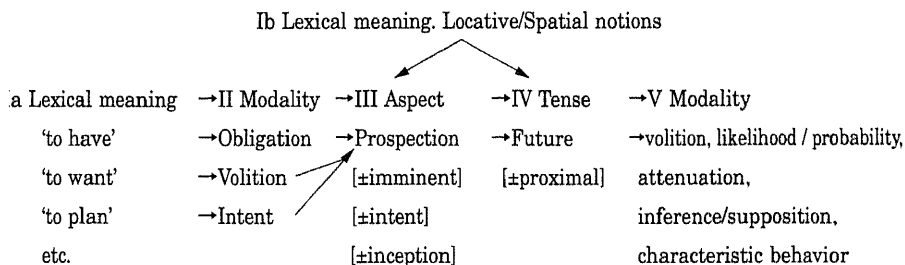 Ib Lexical meaning. Locative/Spatial notions
a Lexical meaning →II Modality →III Aspect →IV Tense →V Modality
‘to have’ →Obligation →Prospection →Future →volition, likelihood / probability,
‘to want’ →Volition [±imminent] [±proximal] attenuation,
‘to plan’ →Intent [±intent] inference/supposition,
etc. [±inception] characteristic behavior